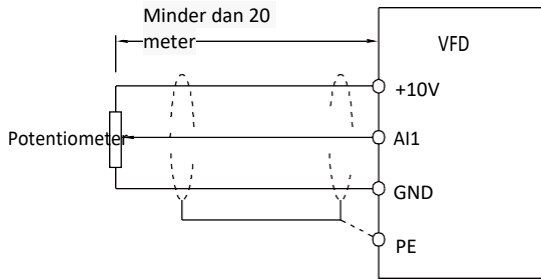 Minder dan 20
meter
VFD
+10V
Potentiometer
AI1
GND
PE